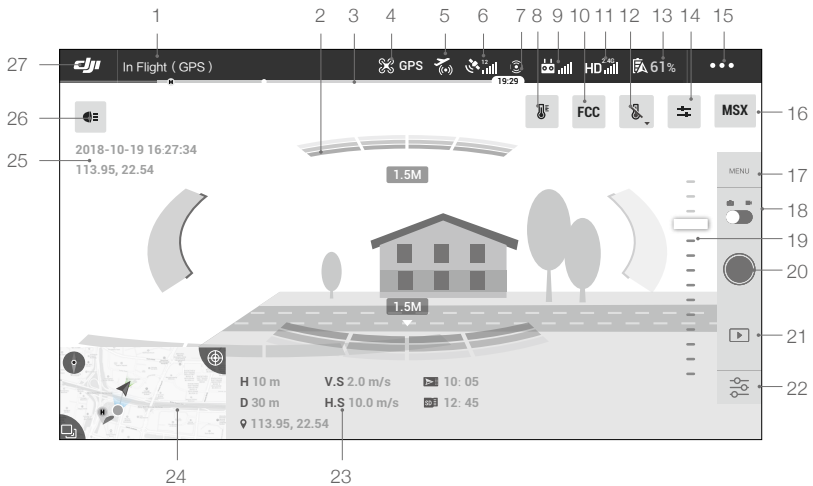 1 2 3 4 5 6 7 8 9 10 11 12 13 14 15
27 dji In Flight ( GPS ) GPS 12 HD 2.4G 61%
H 19:29
26 FCC MSX 16
25 2018-10-19 16:27:34
113.95, 22.54
1.5M
MENU 17
18
19
20
1.5M
21
H 10 m V.S 2.0 m/s 10: 05
D 30 m H.S 10.0 m/s SD 12: 45
113.95, 22.54
H
22
24 23